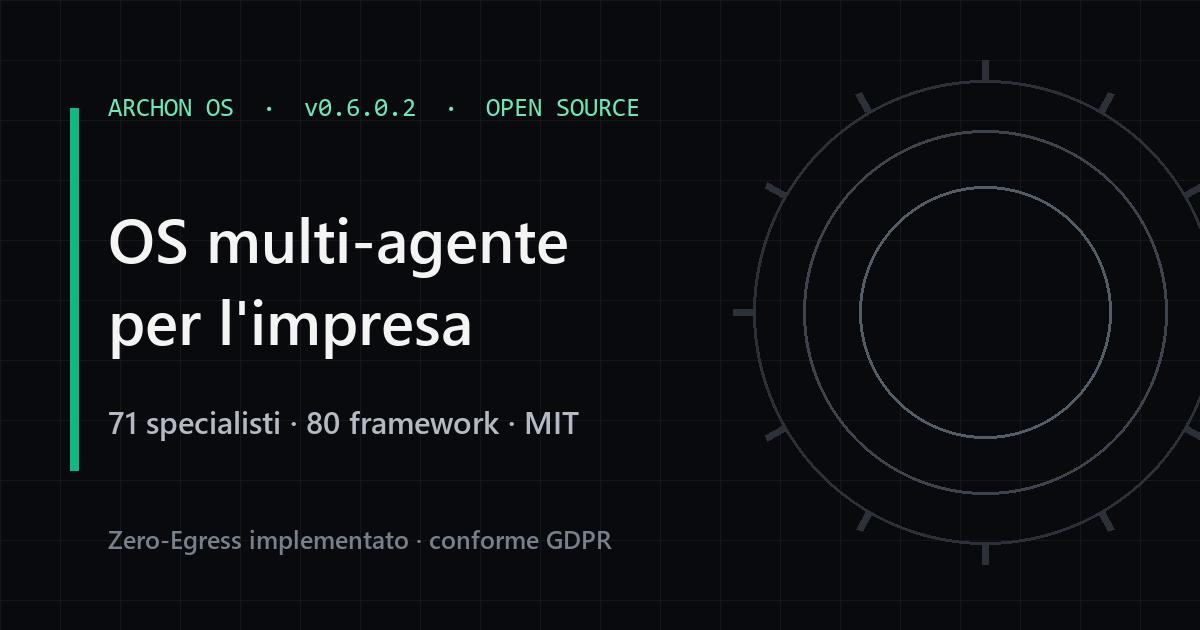 ARCHON OS · v0.6.0.2 · OPEN SOURCE
OS multi-agente
per l'impresa
71 specialisti · 80 framework · MIT
Zero-Egress implementato · conforme GDPR